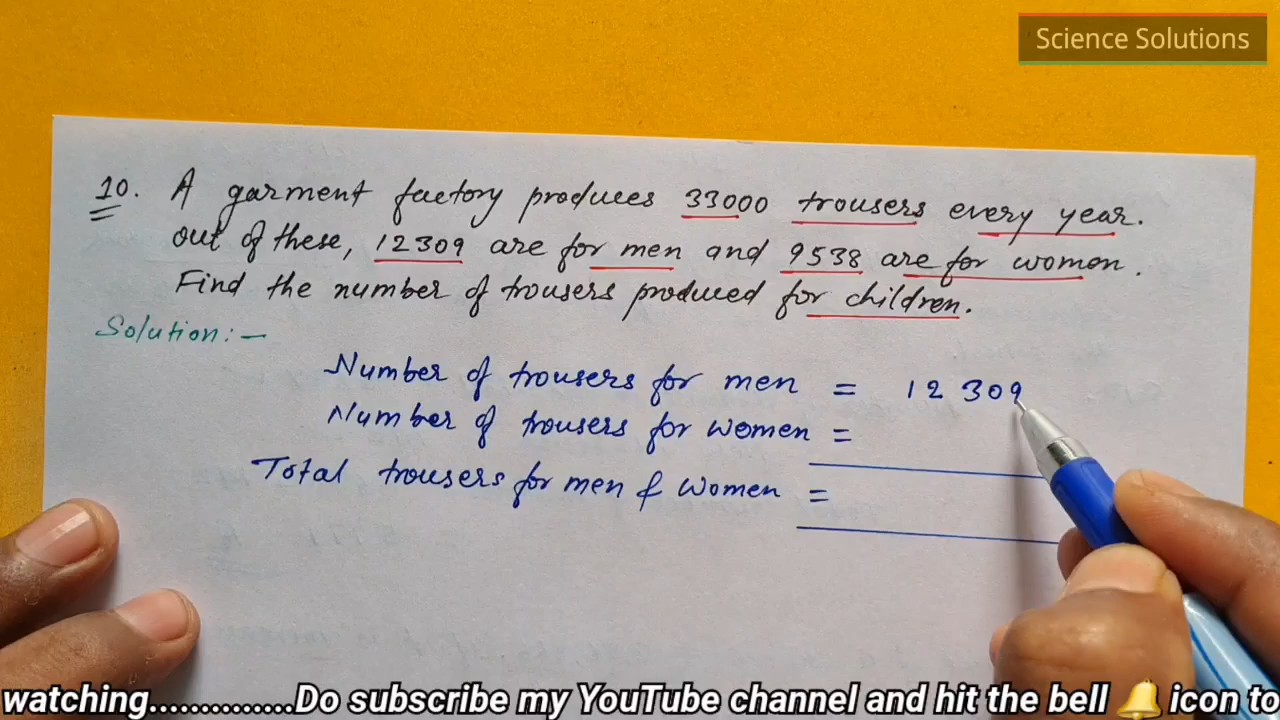 Science Solutions
10. A garment factory produces 33000 trousers every year.
out of these, 12309 are for men and 9538 are for women.
Find the number of trousers produced for children.
Solution:-
Number of trousers for men = 12309
Number of trousers for women =
Total trousers for men & women =
watching..............Do subscribe my YouTube channel and hit the bell 🔔 icon to